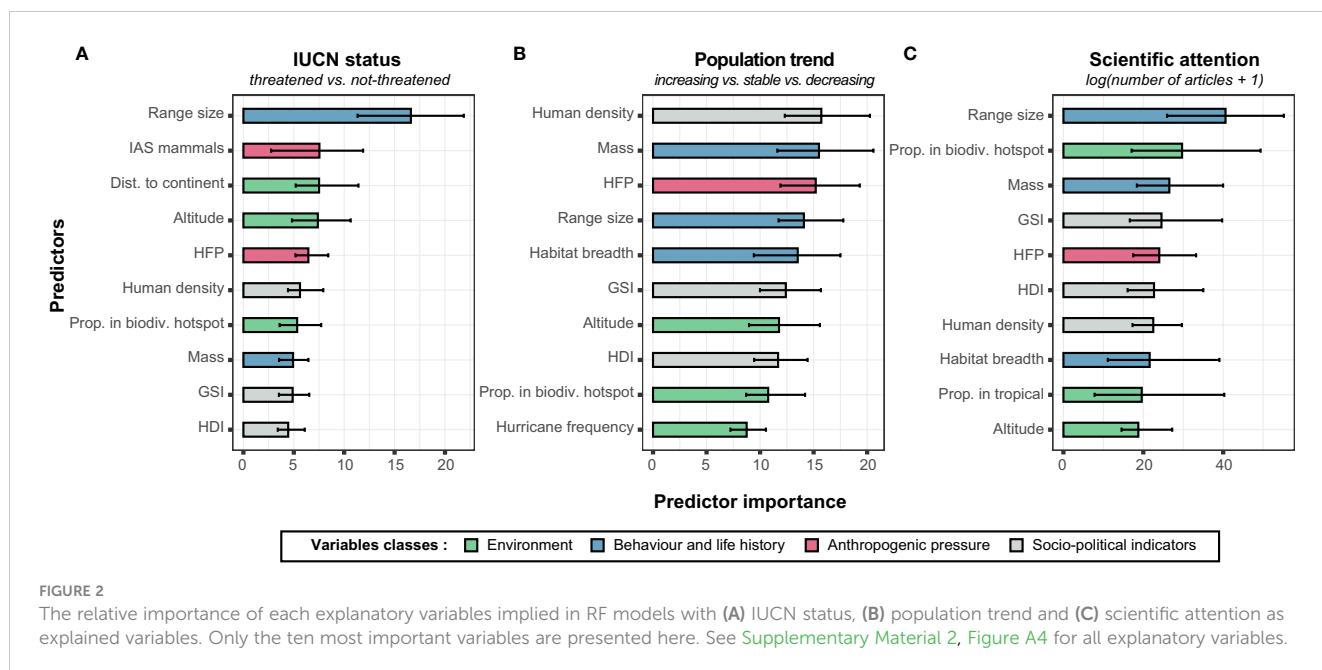 A
IUCN status
threatened vs. not-threatened
Predictors
Range size
IAS mammals
Dist. to continent
Altitude
HFP
Human density
Prop. in biodiv. hotspot
Mass
GSI
HDI
0 5 10 15 20
B
Population trend
increasing vs. stable vs. decreasing
Human density
Mass
HFP
Range size
Habitat breadth
GSI
Altitude
HDI
Prop. in biodiv. hotspot
Hurricane frequency
0 5 10 15 20
C
Scientific attention
log(number of articles + 1)
Range size
Prop. in biodiv. hotspot
Mass
GSI
HFP
HDI
Human density
Habitat breadth
Prop. in tropical
Altitude
0 20 40
Predictor importance
Variables classes : Environment Behaviour and life history Anthropogenic pressure Socio-political indicators
FIGURE 2
The relative importance of each explanatory variables implied in RF models with (A) IUCN status, (B) population trend and (C) scientific attention as
explained variables. Only the ten most important variables are presented here. See Supplementary Material 2, Figure A4 for all explanatory variables.